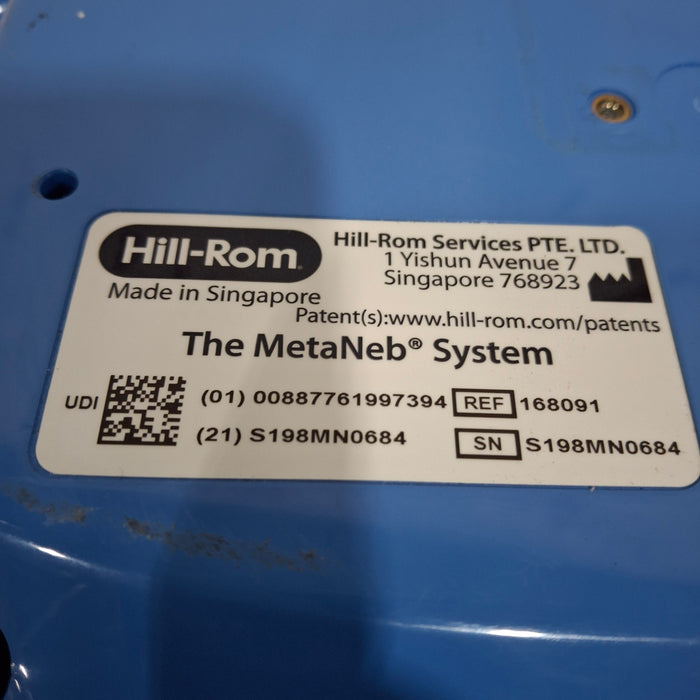 Hill-Rom
Made in Singapore
Hill-Rom Services PTE. LTD.
1 Yishun Avenue 7
Singapore 768923
Patent(s):www.hill-rom.com/patents
The MetaNeb® System
UDI
(01) 00887761997394
REF 168091
(21) S198MN0684
SN S198MN0684